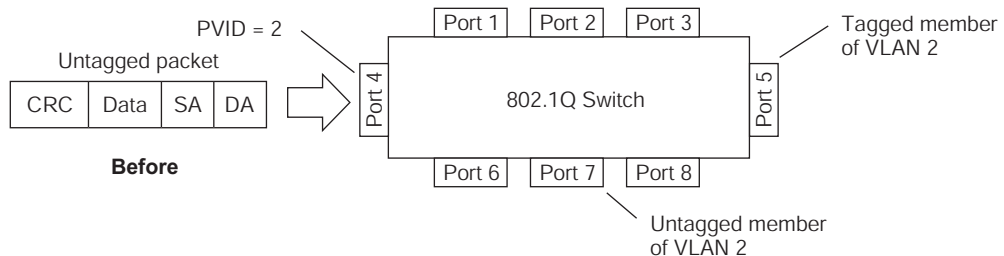 Port 1
Port 2
Port 3
PVID = 2
Tagged member
of VLAN 2
Untagged packet
CRC
Data
SA
DA
Port 4
802.1Q Switch
Port 5
Before
Port 6
Port 7
Port 8
Untagged member
of VLAN 2